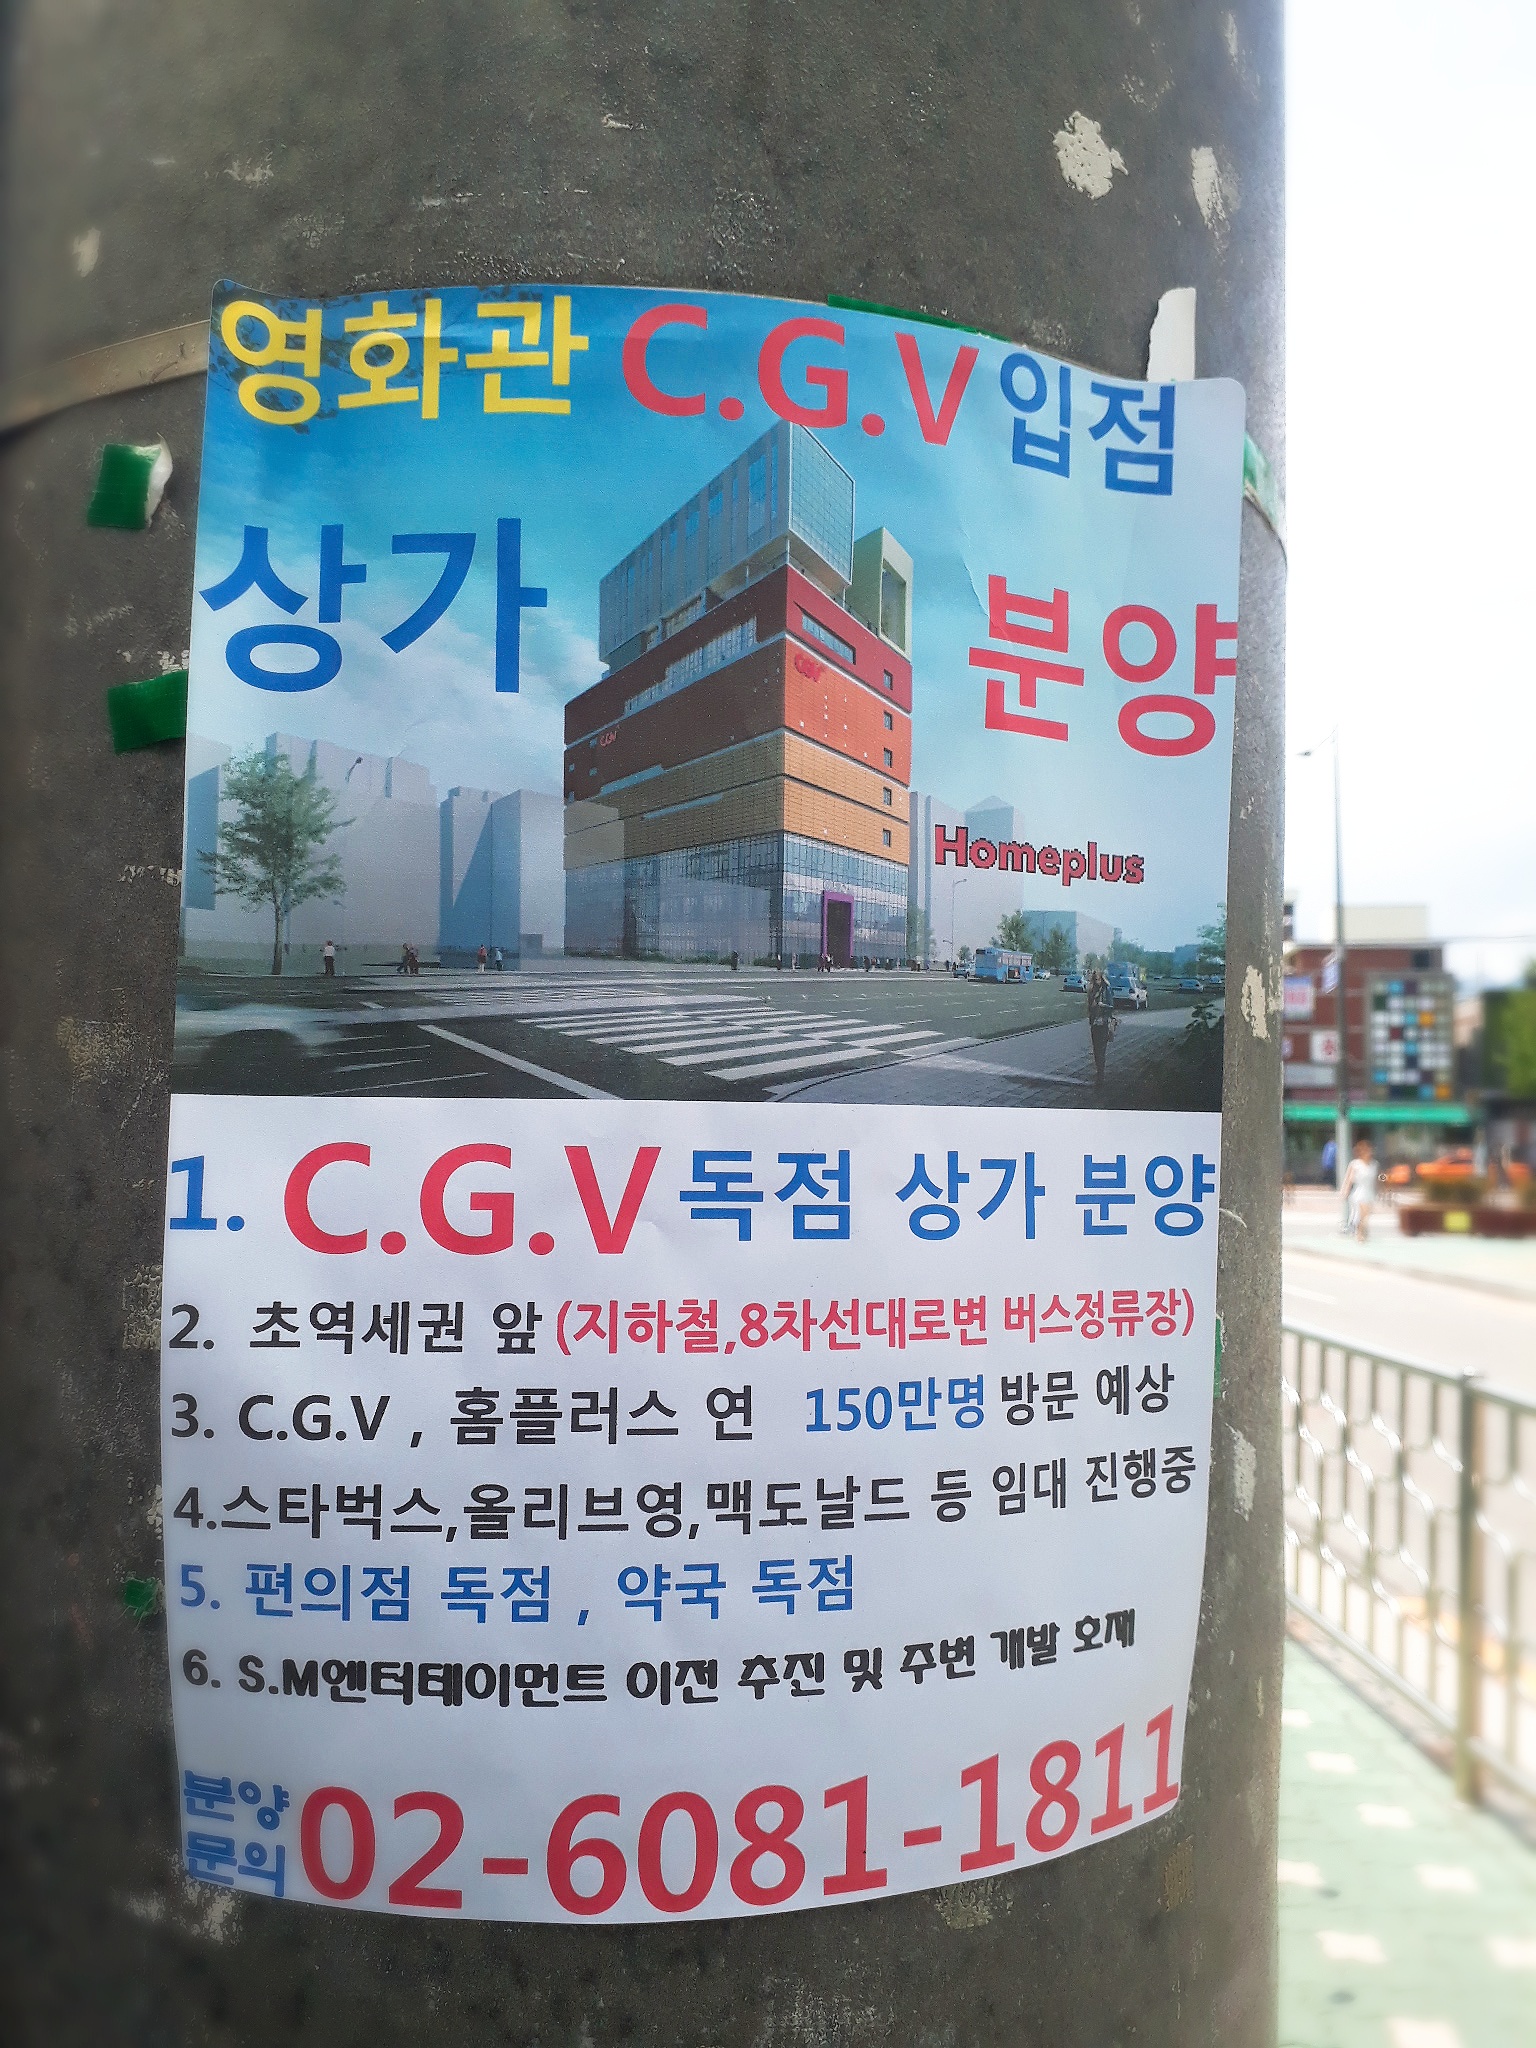 영화관 C.G.V 입점
상가 분양
CGV
CGV
Homeplus
1. C.G.V 독점 상가 분양
2. 초역세권 앞 (지하철,8차선대로변 버스정류장)
3. C.G.V , 홈플러스 연 150만명 방문 예상
4.스타벅스,올리브영,맥도날드 등 임대 진행중
5. 편의점 독점 , 약국 독점
6. S.M엔터테이먼트 이전 추진 및 주변 개발 호재
분양
문의 02-6081-1811